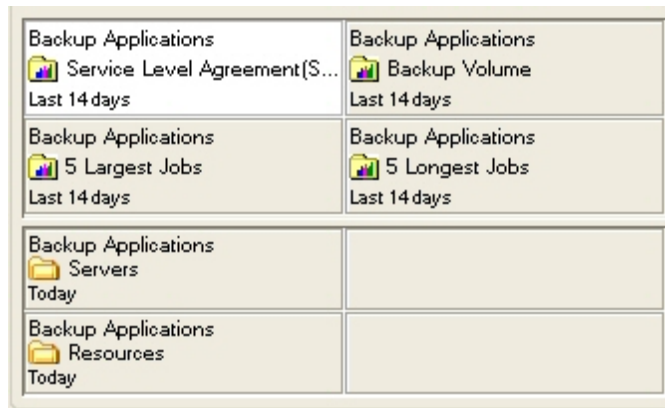 Backup Applications
Service Level Agreement(S...
Last 14 days
Backup Applications
Backup Volume
Last 14 days
Backup Applications
5 Largest Jobs
Last 14 days
Backup Applications
5 Longest Jobs
Last 14 days
Backup Applications
Servers
Today
Backup Applications
Resources
Today